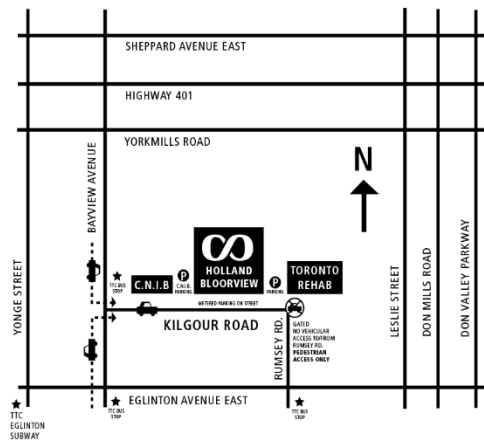 SHEPPARD AVENUE EAST
HIGHWAY 401
YORKMILLS ROAD
BAYVIEW AVENUE
N
YONGE STREET
LESLIE STREET
DON MILLS ROAD
DON VALLEY PARKWAY
TTC BUS
STOP
C.N.I.B
P
C.N.I.B.
PARKING
HOLLAND
BLOORVIEW
P
PARKING
TORONTO
REHAB
METERED PARKING ON STREET
KILGOUR ROAD
RUMSEY RD.
GATED
NO VEHICULAR
ACCESS TO/FROM
RUMSEY RD.
PEDESTRIAN
ACCESS ONLY
EGLINTON AVENUE EAST
TTC
EGLINTON
SUBWAY
TTC BUS
STOP
TTC BUS
STOP